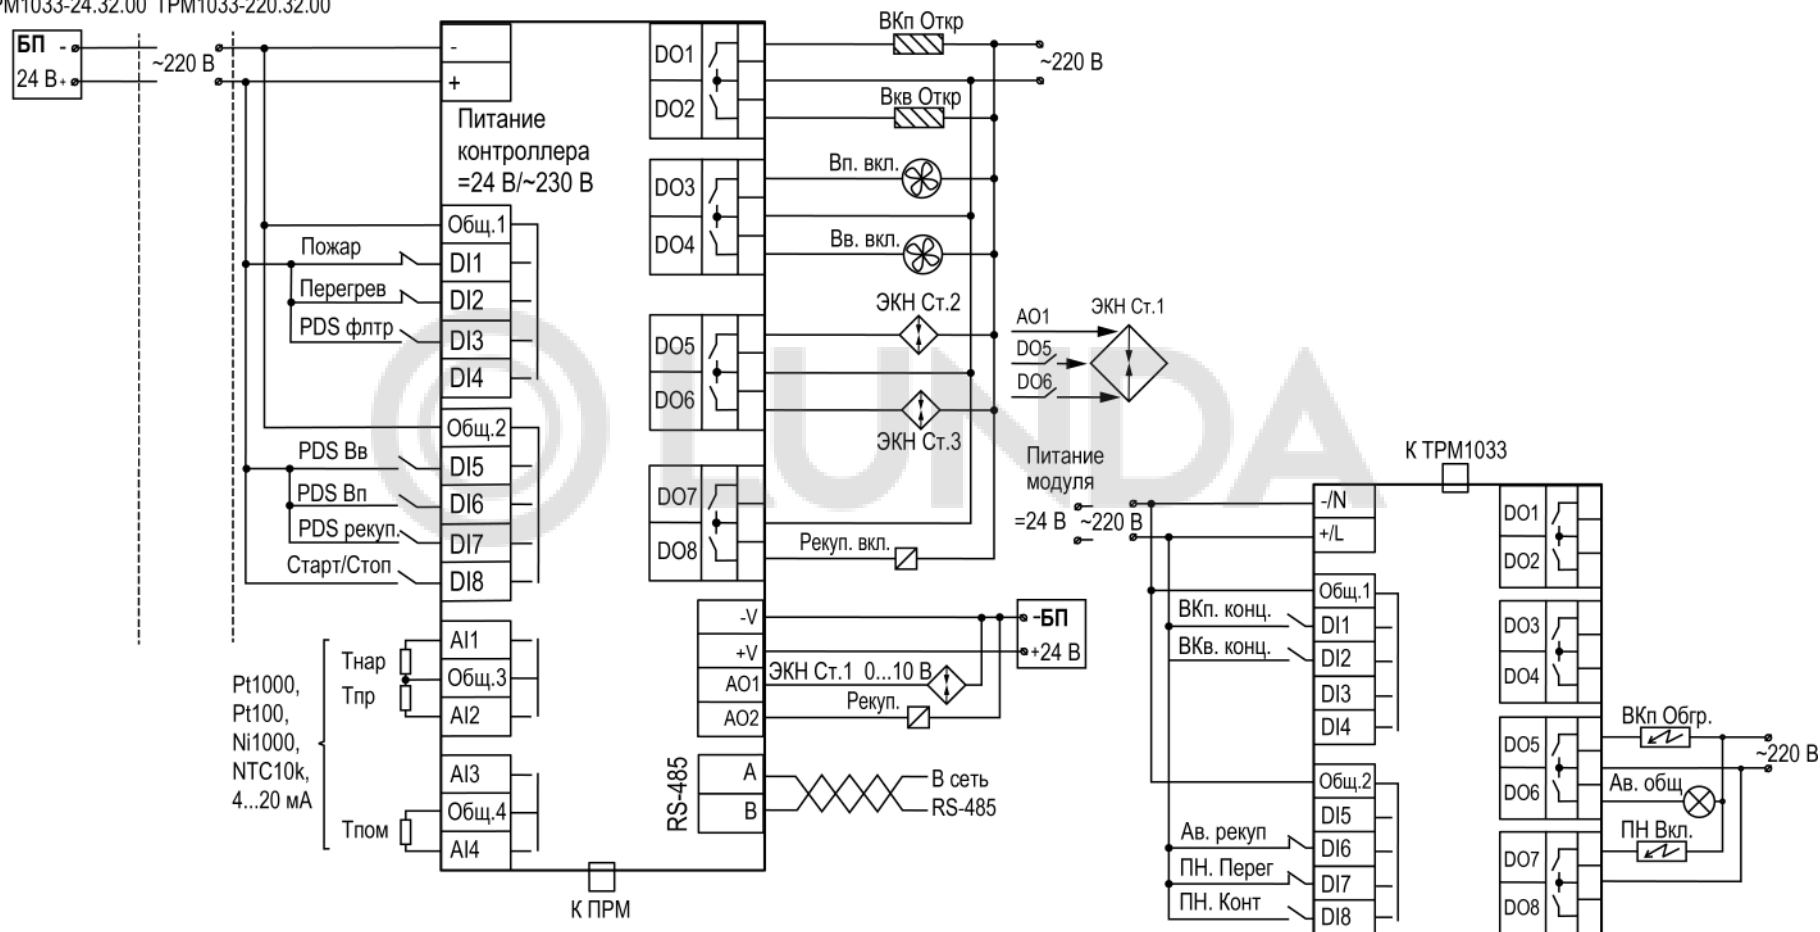 ТРМ1033-220.32.00
БП -
24 В+
~220 В
-
+
Питание
контроллера
=24 В/~230 В
Общ.1
Пожар
DI1
Перегрев
DI2
PDS флтр
DI3
DI4
Общ.2
PDS Вв
DI5
PDS Вп
DI6
PDS рекуп.
DI7
Старт/Стоп
DI8
AI1
Tнар
Общ.3
Tпр
AI2
Pt1000,
Pt100,
Ni1000,
NTC10k,
4...20 мА
AI3
Общ.4
Tпом
AI4
К ПРМ
DO1
ВКп Откр
~220 В
DO2
Вкв Откр
DO3
Вп. вкл.
DO4
Вв. вкл.
ЭКН Ст.2
DO5
DO6
ЭКН Ст.3
DO7
DO8
Рекуп. вкл.
-V
-БП
+V
+24 В
AO1
ЭКН Ст.1 0...10 В
AO2
Рекуп.
RS-485
A
B
В сеть
RS-485
AO1
ЭКН Ст.1
DO5
DO6
LUNDA
Питание
модуля
=24 В
~220 В
К ТРМ1033
-/N
+/L
Общ.1
ВКп. конц.
DI1
ВКв. конц.
DI2
DI3
DI4
Общ.2
DI5
Ав. рекуп
DI6
ПН. Перег
DI7
ПН. Конт
DI8
DO1
DO2
DO3
DO4
ВКп Обгр.
DO5
~220 В
DO6
Ав. общ
ПН Вкл.
DO7
DO8